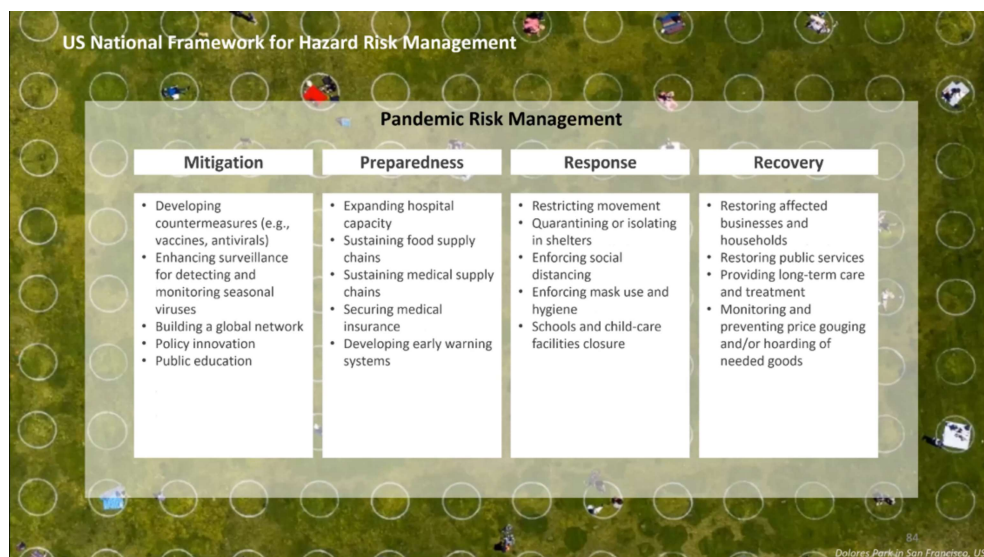 US National Framework for Hazard Risk Management
Pandemic Risk Management
Mitigation
• Developing
countermeasures (e.g.,
vaccines, antivirals)
• Enhancing surveillance
for detecting and
monitoring seasonal
viruses
• Building a global network
• Policy innovation
• Public education
Preparedness
• Expanding hospital
capacity
• Sustaining food supply
chains
• Sustaining medical supply
chains
• Securing medical
insurance
• Developing early warning
systems
Response
• Restricting movement
• Quarantining or isolating
in shelters
• Enforcing social
distancing
• Enforcing mask use and
hygiene
• Schools and child-care
facilities closure
Recovery
• Restoring affected
businesses and
households
• Restoring public services
• Providing long-term care
and treatment
• Monitoring and
preventing price gouging
and/or hoarding of
needed goods
84
Dolores Park in San Francisco, US